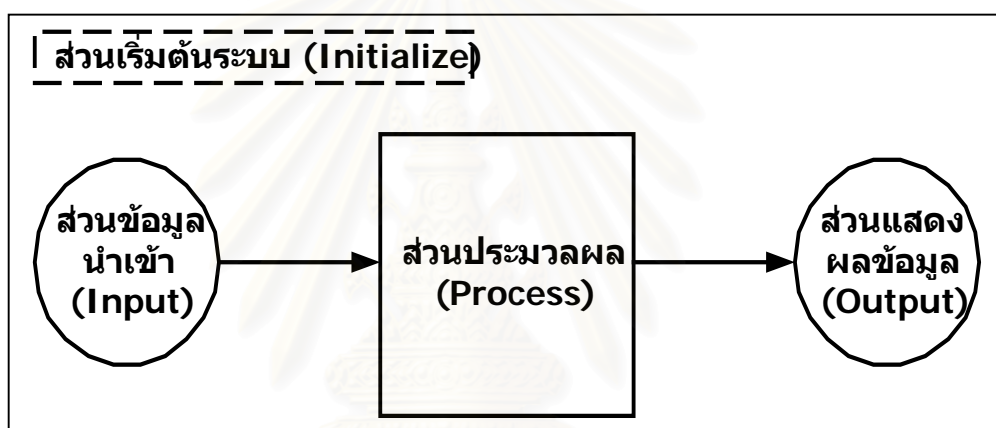 ส่วนเริ่มต้นระบบ (Initialize)
ส่วนข้อมูล
นำเข้า
(Input)
ส่วนประมวลผล
(Process)
ส่วนแสดง
ผลข้อมูล
(Output)